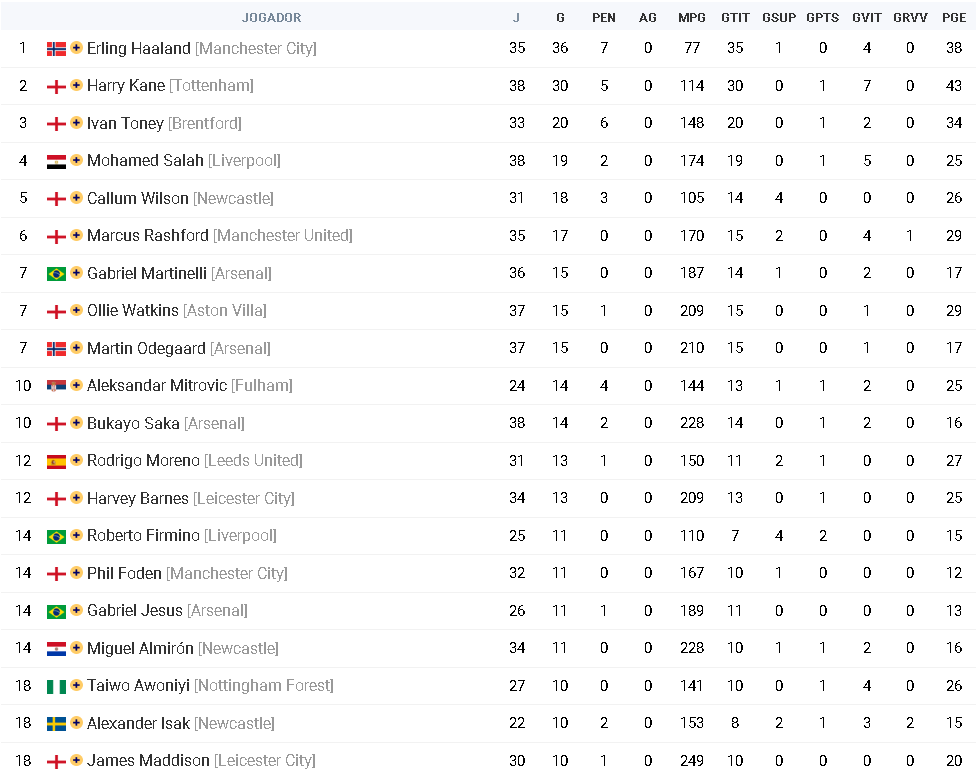 JOGADOR J G PEN AG MPG GTIT GSUP GPTS GVIT GRVV PGE
1 Erling Haaland [Manchester City] 35 36 7 0 77 35 1 0 4 0 38
2 Harry Kane [Tottenham] 38 30 5 0 114 30 0 1 7 0 43
3 Ivan Toney [Brentford] 33 20 6 0 148 20 0 1 2 0 34
4 Mohamed Salah [Liverpool] 38 19 2 0 174 19 0 1 5 0 25
5 Callum Wilson [Newcastle] 31 18 3 0 105 14 4 0 0 0 26
6 Marcus Rashford [Manchester United] 35 17 0 0 170 15 2 0 4 1 29
7 Gabriel Martinelli [Arsenal] 36 15 0 0 187 14 1 0 2 0 17
7 Ollie Watkins [Aston Villa] 37 15 1 0 209 15 0 0 1 0 29
7 Martin Odegaard [Arsenal] 37 15 0 0 210 15 0 0 1 0 17
10 Aleksandar Mitrovic [Fulham] 24 14 4 0 144 13 1 1 2 0 25
10 Bukayo Saka [Arsenal] 38 14 2 0 228 14 0 1 2 0 16
12 Rodrigo Moreno [Leeds United] 31 13 1 0 150 11 2 1 0 0 27
12 Harvey Barnes [Leicester City] 34 13 0 0 209 13 0 1 0 0 25
14 Roberto Firmino [Liverpool] 25 11 0 0 110 7 4 2 0 0 15
14 Phil Foden [Manchester City] 32 11 0 0 167 10 1 0 0 0 12
14 Gabriel Jesus [Arsenal] 26 11 1 0 189 11 0 0 0 0 13
14 Miguel Almirón [Newcastle] 34 11 0 0 228 10 1 1 2 0 16
18 Taiwo Awoniyi [Nottingham Forest] 27 10 0 0 141 10 0 1 4 0 26
18 Alexander Isak [Newcastle] 22 10 2 0 153 8 2 1 3 2 15
18 James Maddison [Leicester City] 30 10 1 0 249 10 0 0 0 0 20